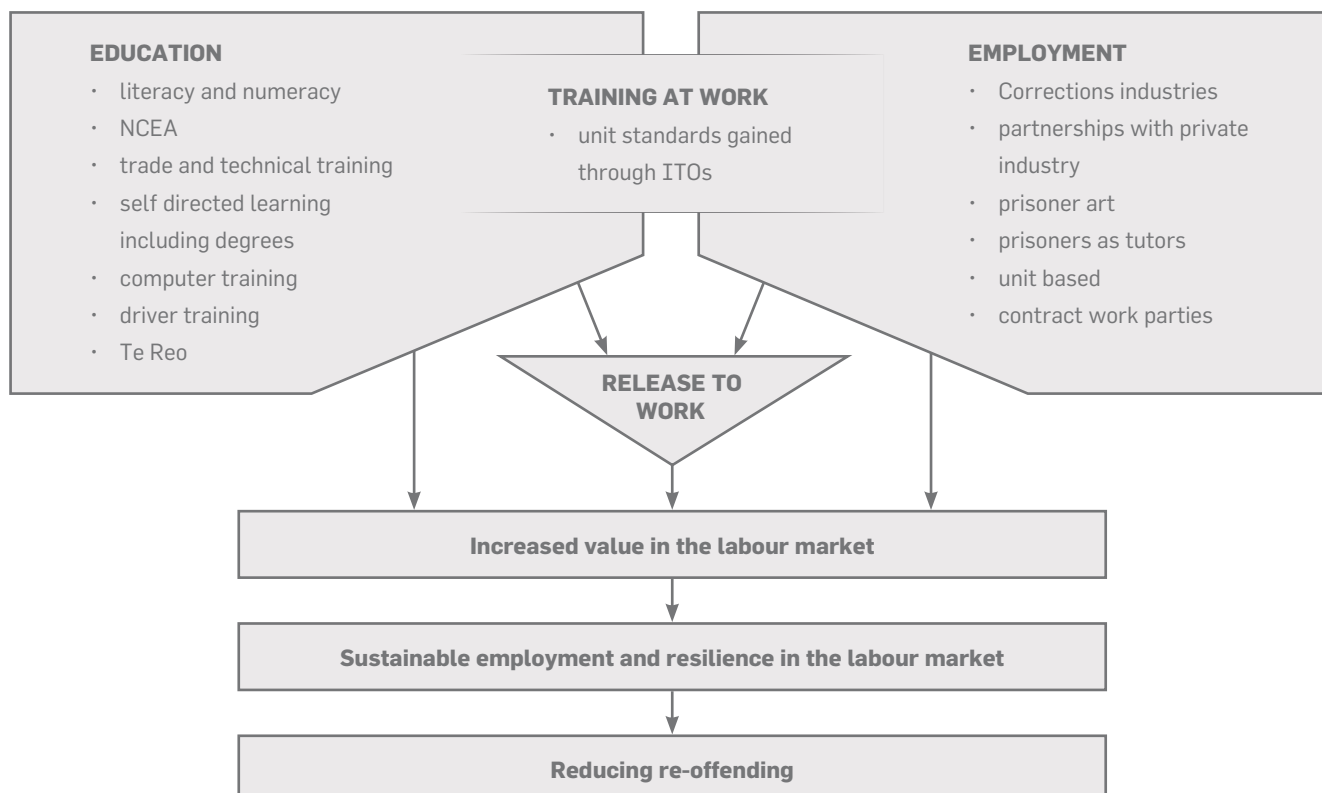 EDUCATION
· literacy and numeracy
· NCEA
· trade and technical training
· self directed learning
including degrees
· computer training
· driver training
· Te Reo
TRAINING AT WORK
· unit standards gained
through ITOs
EMPLOYMENT
· Corrections industries
· partnerships with private
industry
· prisoner art
· prisoners as tutors
· unit based
· contract work parties
RELEASE TO
WORK
Increased value in the labour market
Sustainable employment and resilience in the labour market
Reducing re-offending